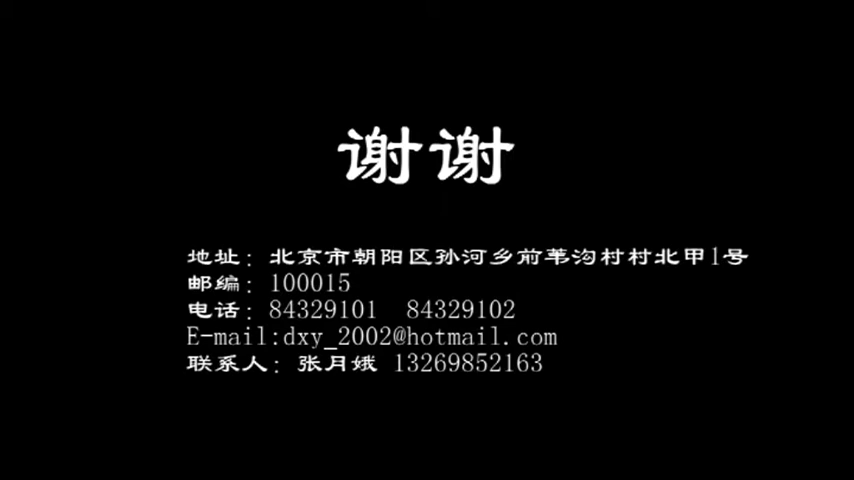 谢谢
地址：北京市朝阳区孙河乡前苇沟村村北甲1号
邮编：100015
电话：84329101 84329102
E-mail:dxy_2002@hotmail.com
联系人：张月娥 13269852163